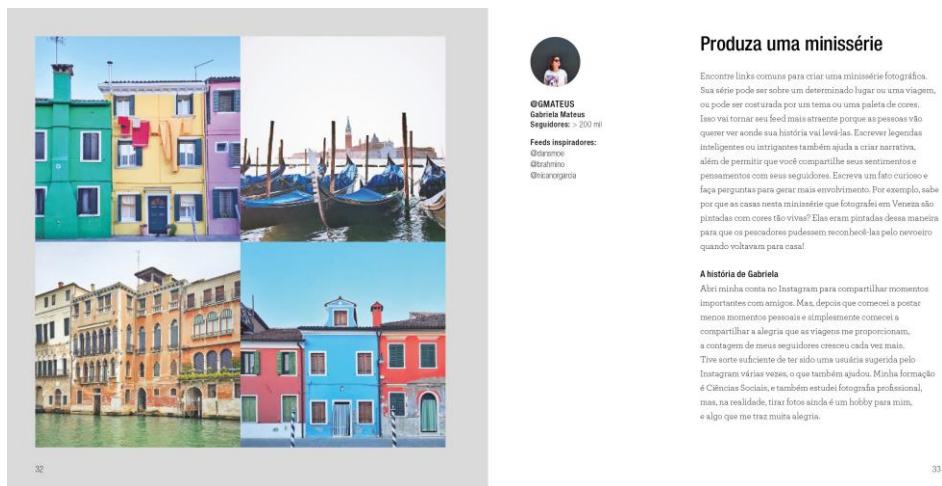 32
@GMATEUS
Gabriela Mateus
Seguidores: > 200 mil
Feeds inspiradores:
@dansmoe
@brahmino
@nicanorgarcia
Produza uma minissérie
Encontre links comuns para criar uma minissérie fotográfica.
Sua série pode ser sobre um determinado lugar ou uma viagem,
ou pode ser costurada por um tema ou uma paleta de cores.
Isso vai tornar seu feed mais atraente porque as pessoas vão
querer ver aonde sua história vai levá-las. Escrever legendas
inteligentes ou intrigantes também ajuda a criar narrativa,
além de permitir que você compartilhe seus sentimentos e
pensamentos com seus seguidores. Escreva um fato curioso e
faça perguntas para gerar mais envolvimento. Por exemplo, sabe
por que as casas nesta minissérie que fotografei em Veneza são
pintadas com cores tão vivas? Elas eram pintadas dessa maneira
para que os pescadores pudessem reconhecê-las pelo nevoeiro
quando voltavam para casa!
A história de Gabriela
Abri minha conta no Instagram para compartilhar momentos
importantes com amigos. Mas, depois que comecei a postar
menos momentos pessoais e simplesmente comecei a
compartilhar a alegria que as viagens me proporcionam,
a contagem de meus seguidores cresceu cada vez mais.
Tive sorte suficiente de ter sido uma usuária sugerida pelo
Instagram várias vezes, o que também ajudou. Minha formação
é Ciências Sociais, e também estudei fotografia profissional,
mas, na realidade, tirar fotos ainda é um hobby para mim,
e algo que me traz muita alegria.
33